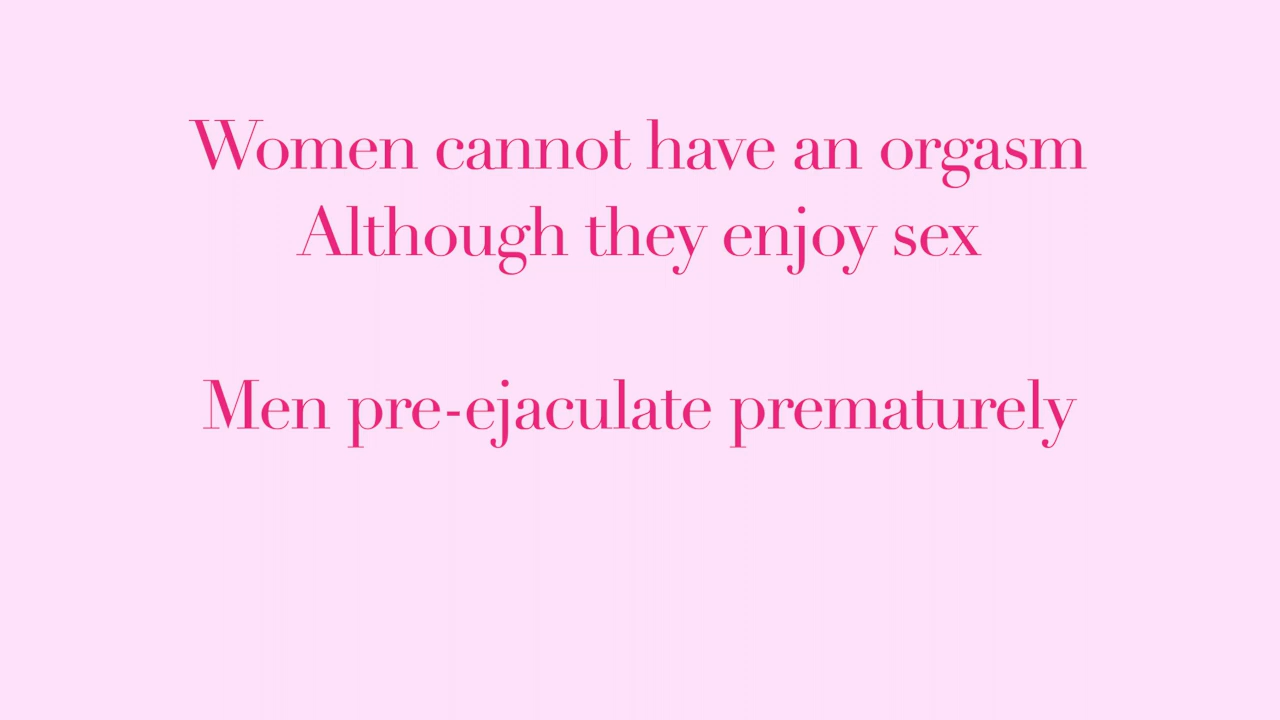 Women cannot have an orgasm
Although they enjoy sex
Men pre-ejaculate prematurely